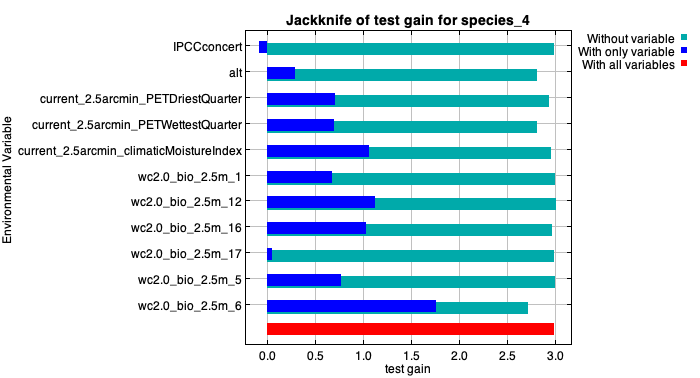 Jackknife of test gain for species_4
Without variable
With only variable
With all variables
Environmental Variable
IPCCconcert
alt
current_2.5arcmin_PETDriestQuarter
current_2.5arcmin_PETWettestQuarter
current_2.5arcmin_climaticMoistureIndex
wc2.0_bio_2.5m_1
wc2.0_bio_2.5m_12
wc2.0_bio_2.5m_16
wc2.0_bio_2.5m_17
wc2.0_bio_2.5m_5
wc2.0_bio_2.5m_6
0.0 0.5 1.0 1.5 2.0 2.5 3.0
test gain